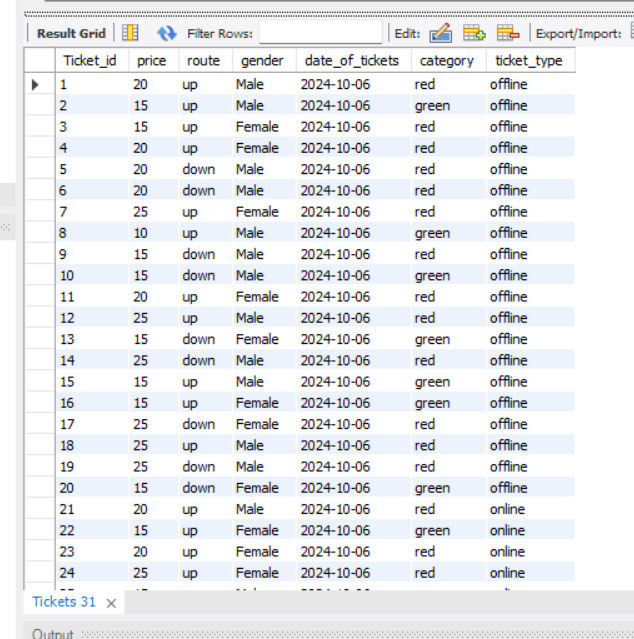 Result Grid Filter Rows: Edit: Export/Import:
Ticket_id price route gender date_of_tickets category ticket_type
1 20 up Male 2024-10-06 red offline
2 15 up Male 2024-10-06 green offline
3 15 up Female 2024-10-06 red offline
4 20 up Female 2024-10-06 red offline
5 20 down Male 2024-10-06 red offline
6 20 down Male 2024-10-06 red offline
7 25 up Female 2024-10-06 red offline
8 10 up Male 2024-10-06 green offline
9 15 down Male 2024-10-06 red offline
10 15 down Male 2024-10-06 green offline
11 20 up Female 2024-10-06 red offline
12 25 up Male 2024-10-06 red offline
13 15 down Female 2024-10-06 green offline
14 25 down Male 2024-10-06 red offline
15 15 up Male 2024-10-06 green offline
16 15 up Female 2024-10-06 green offline
17 25 down Female 2024-10-06 red offline
18 25 up Male 2024-10-06 red offline
19 25 down Male 2024-10-06 red offline
20 15 down Female 2024-10-06 green offline
21 20 up Male 2024-10-06 red online
22 15 up Female 2024-10-06 green online
23 20 up Female 2024-10-06 red online
24 25 up Female 2024-10-06 red online
Tickets 31
Output